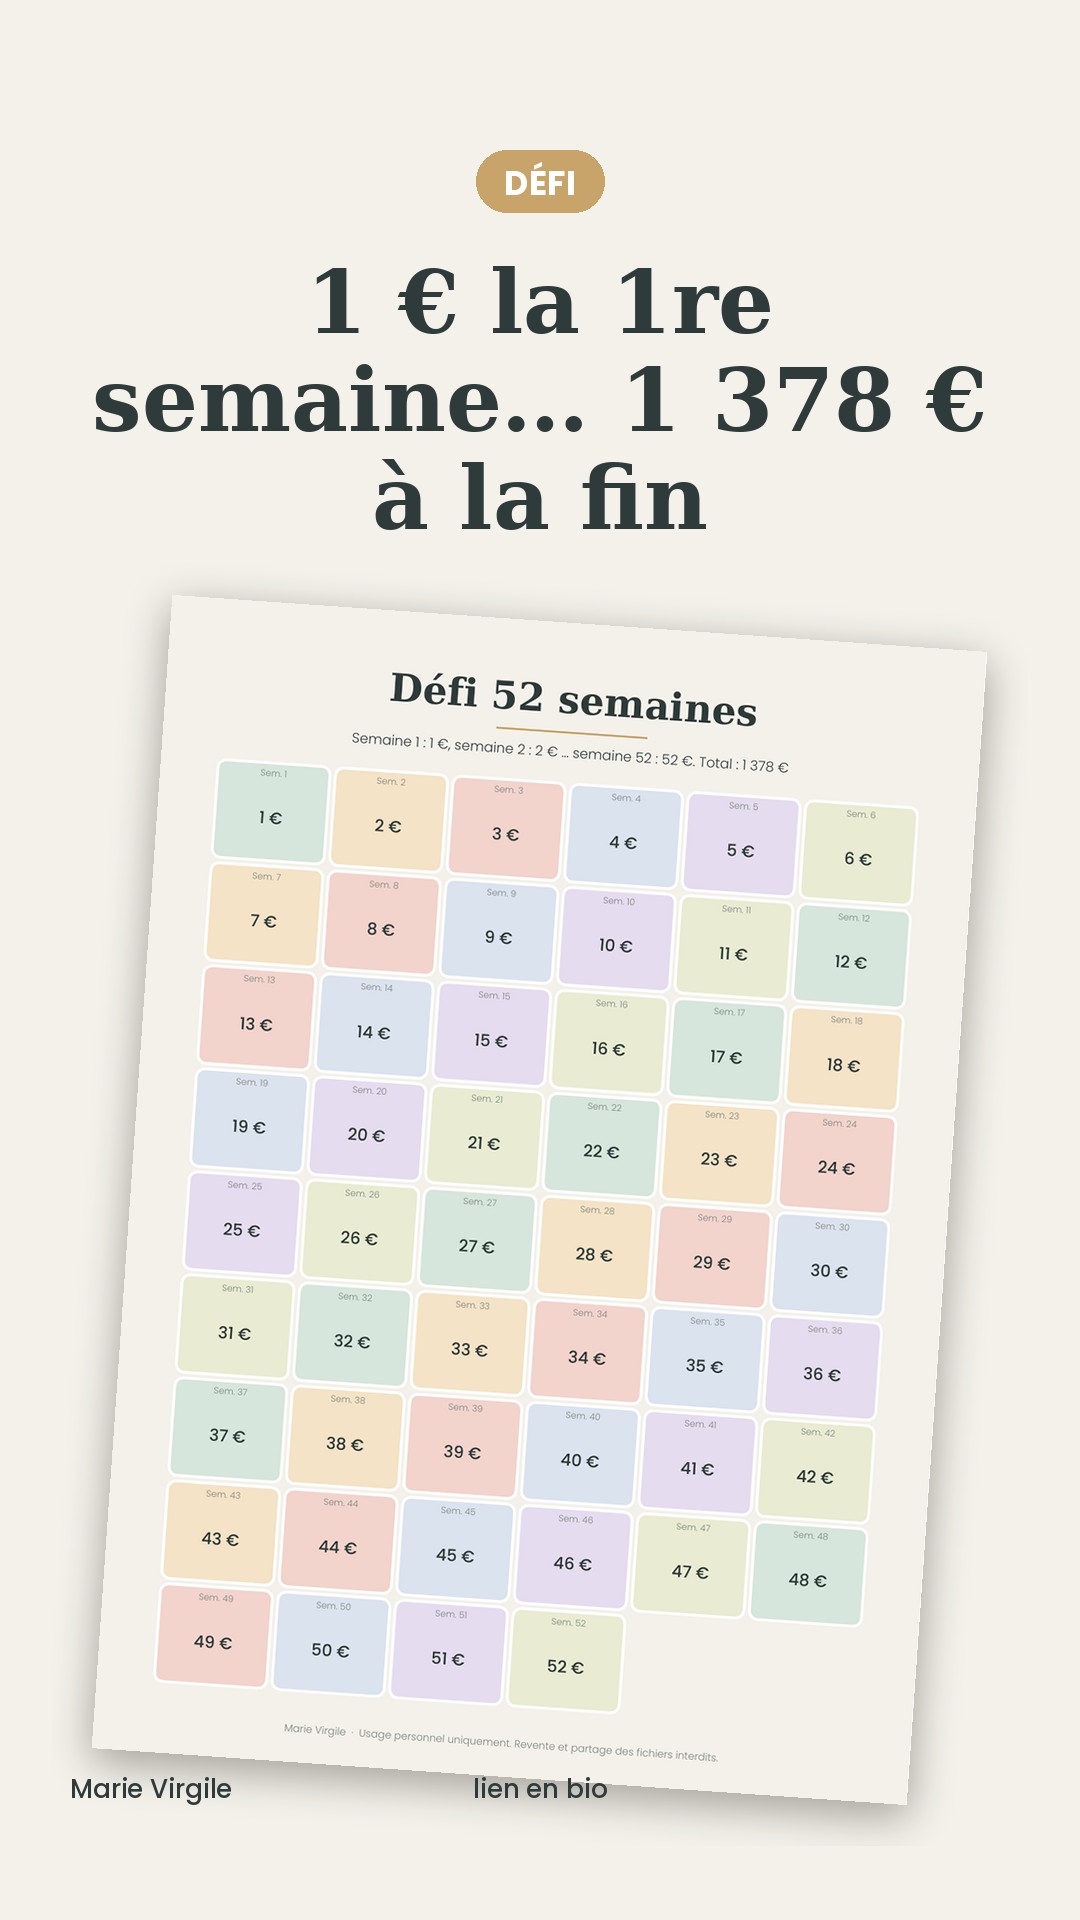 DÉFI
1 € la 1re
semaine... 1 378 €
à la fin
Défi 52 semaines
Semaine 1 : 1 €, semaine 2 : 2 € ... semaine 52 : 52 €. Total : 1 378 €
Sem. 1 Sem. 2 Sem. 3 Sem. 4 Sem. 5 Sem. 6
1 € 2 € 3 € 4 € 5 € 6 €
Sem. 7 Sem. 8 Sem. 9 Sem. 10 Sem. 11 Sem. 12
7 € 8 € 9 € 10 € 11 € 12 €
Sem. 13 Sem. 14 Sem. 15 Sem. 16 Sem. 17 Sem. 18
13 € 14 € 15 € 16 € 17 € 18 €
Sem. 19 Sem. 20 Sem. 21 Sem. 22 Sem. 23 Sem. 24
19 € 20 € 21 € 22 € 23 € 24 €
Sem. 25 Sem. 26 Sem. 27 Sem. 28 Sem. 29 Sem. 30
25 € 26 € 27 € 28 € 29 € 30 €
Sem. 31 Sem. 32 Sem. 33 Sem. 34 Sem. 35 Sem. 36
31 € 32 € 33 € 34 € 35 € 36 €
Sem. 37 Sem. 38 Sem. 39 Sem. 40 Sem. 41 Sem. 42
37 € 38 € 39 € 40 € 41 € 42 €
Sem. 43 Sem. 44 Sem. 45 Sem. 46 Sem. 47 Sem. 48
43 € 44 € 45 € 46 € 47 € 48 €
Sem. 49 Sem. 50 Sem. 51 Sem. 52
49 € 50 € 51 € 52 €
Marie Virgile · Usage personnel uniquement. Revente et partage des fichiers interdits.
Marie Virgile
lien en bio